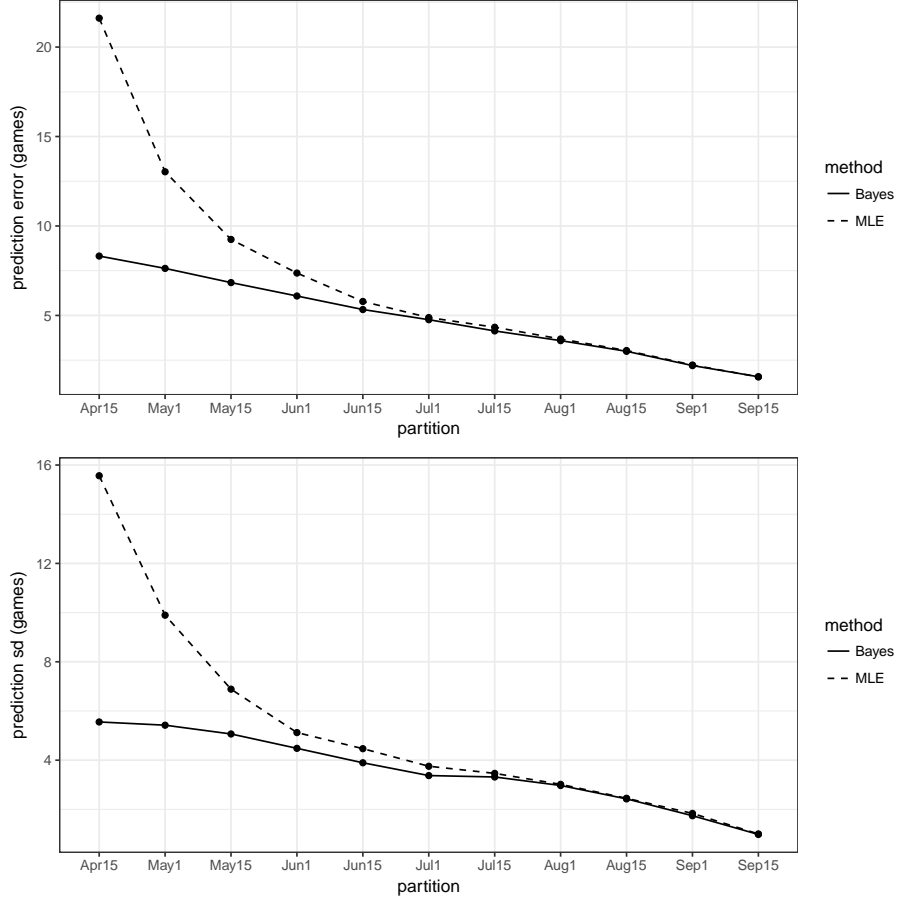 20
15
10
5
prediction error (games)
Apr15 May1 May15 Jun1 Jun15 Jul1 Jul15 Aug1 Aug15 Sep1 Sep15
partition
method
Bayes
MLE
16
12
8
4
prediction sd (games)
Apr15 May1 May15 Jun1 Jun15 Jul1 Jul15 Aug1 Aug15 Sep1 Sep15
partition
method
Bayes
MLE